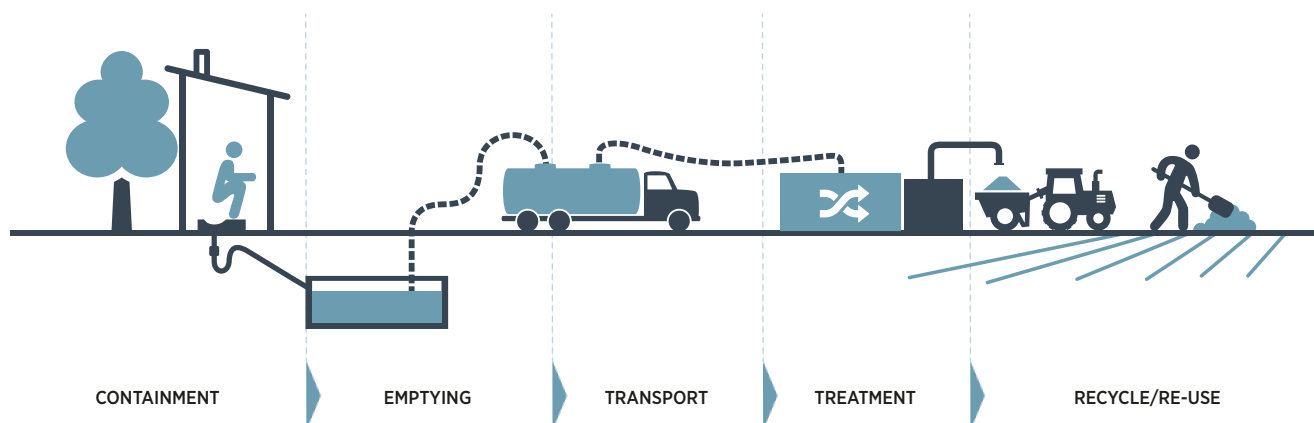 CONTAINMENT
EMPTYING
TRANSPORT
TREATMENT
RECYCLE/RE-USE